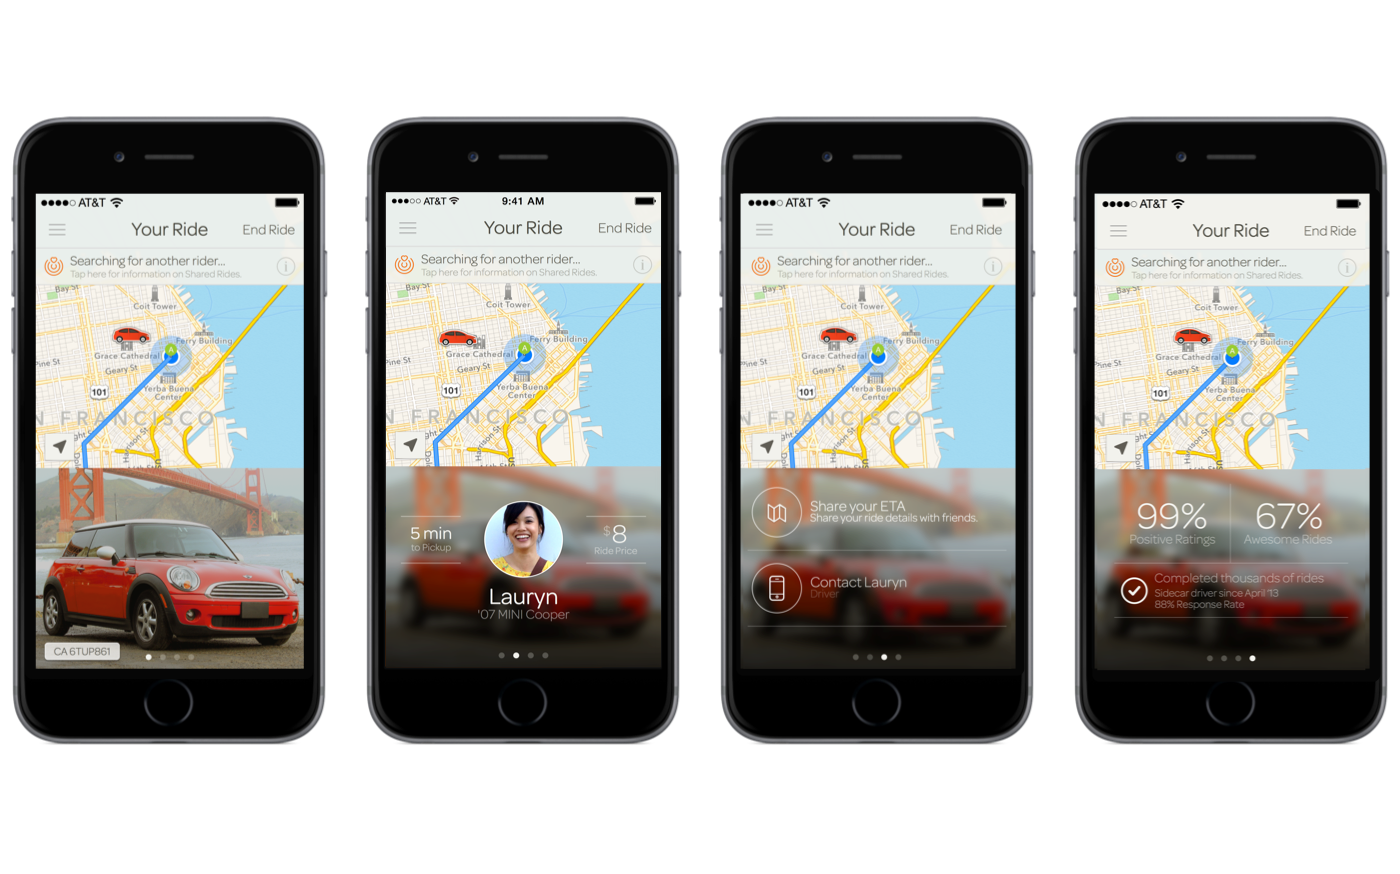 AT&T
Your Ride
End Ride
Searching for another rider...
Tap here for information on Shared Rides.
Bay St
Coit Tower
Ferry Building
Grace Cathedral
Pine St
Geary St
101
Yerba Buena
Center
N FRANCISCO
Harrison St
CA 6TUP861
AT&T
9:41 AM
Your Ride
End Ride
Searching for another rider...
Tap here for information on Shared Rides.
Bay St
Coit Tower
Ferry Building
Grace Cathedral
Pine St
Geary St
101
Yerba Buena
Center
N FRANCISCO
Harrison St
5 min
to Pickup
$8
Ride Price
Lauryn
'07 MINI Cooper
AT&T
Your Ride
End Ride
Searching for another rider...
Tap here for information on Shared Rides.
Bay St
Coit Tower
Ferry Building
Grace Cathedral
Pine St
Geary St
101
Yerba Buena
Center
N FRANCISCO
Harrison St
Share your ETA
Share your ride details with friends.
Contact Lauryn
Driver
AT&T
Your Ride
End Ride
Searching for another rider...
Tap here for information on Shared Rides.
Bay St
Coit Tower
Ferry Building
Grace Cathedral
Pine St
Geary St
101
Yerba Buena
Center
N FRANCISCO
Harrison St
99%
Positive Ratings
67%
Awesome Rides
Completed thousands of rides
Sidecar driver since April '13
88% Response Rate